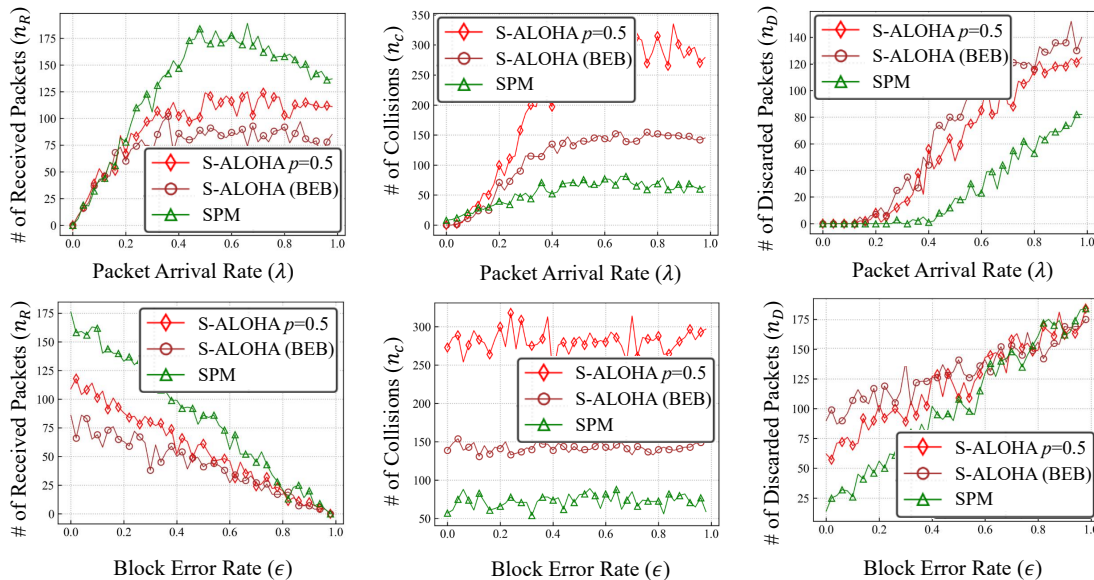 # of Received Packets (n_R)
175
150
125
100
75
50
25
0
S-ALOHA p=0.5
S-ALOHA (BEB)
SPM
0.0 0.2 0.4 0.6 0.8 1.0
Packet Arrival Rate (λ)
# of Collisions (n_c)
350
300
250
200
150
100
50
0
S-ALOHA p=0.5
S-ALOHA (BEB)
SPM
0.0 0.2 0.4 0.6 0.8 1.0
Packet Arrival Rate (λ)
# of Discarded Packets (n_D)
140
120
100
80
60
40
20
0
S-ALOHA p=0.5
S-ALOHA (BEB)
SPM
0.0 0.2 0.4 0.6 0.8 1.0
Packet Arrival Rate (λ)
# of Received Packets (n_R)
175
150
125
100
75
50
25
0
S-ALOHA p=0.5
S-ALOHA (BEB)
SPM
0.0 0.2 0.4 0.6 0.8 1.0
Block Error Rate (ϵ)
# of Collisions (n_c)
300
250
200
150
100
50
S-ALOHA p=0.5
S-ALOHA (BEB)
SPM
0.0 0.2 0.4 0.6 0.8 1.0
Block Error Rate (ϵ)
# of Discarded Packets (n_D)
175
150
125
100
75
50
25
S-ALOHA p=0.5
S-ALOHA (BEB)
SPM
0.0 0.2 0.4 0.6 0.8 1.0
Block Error Rate (ϵ)